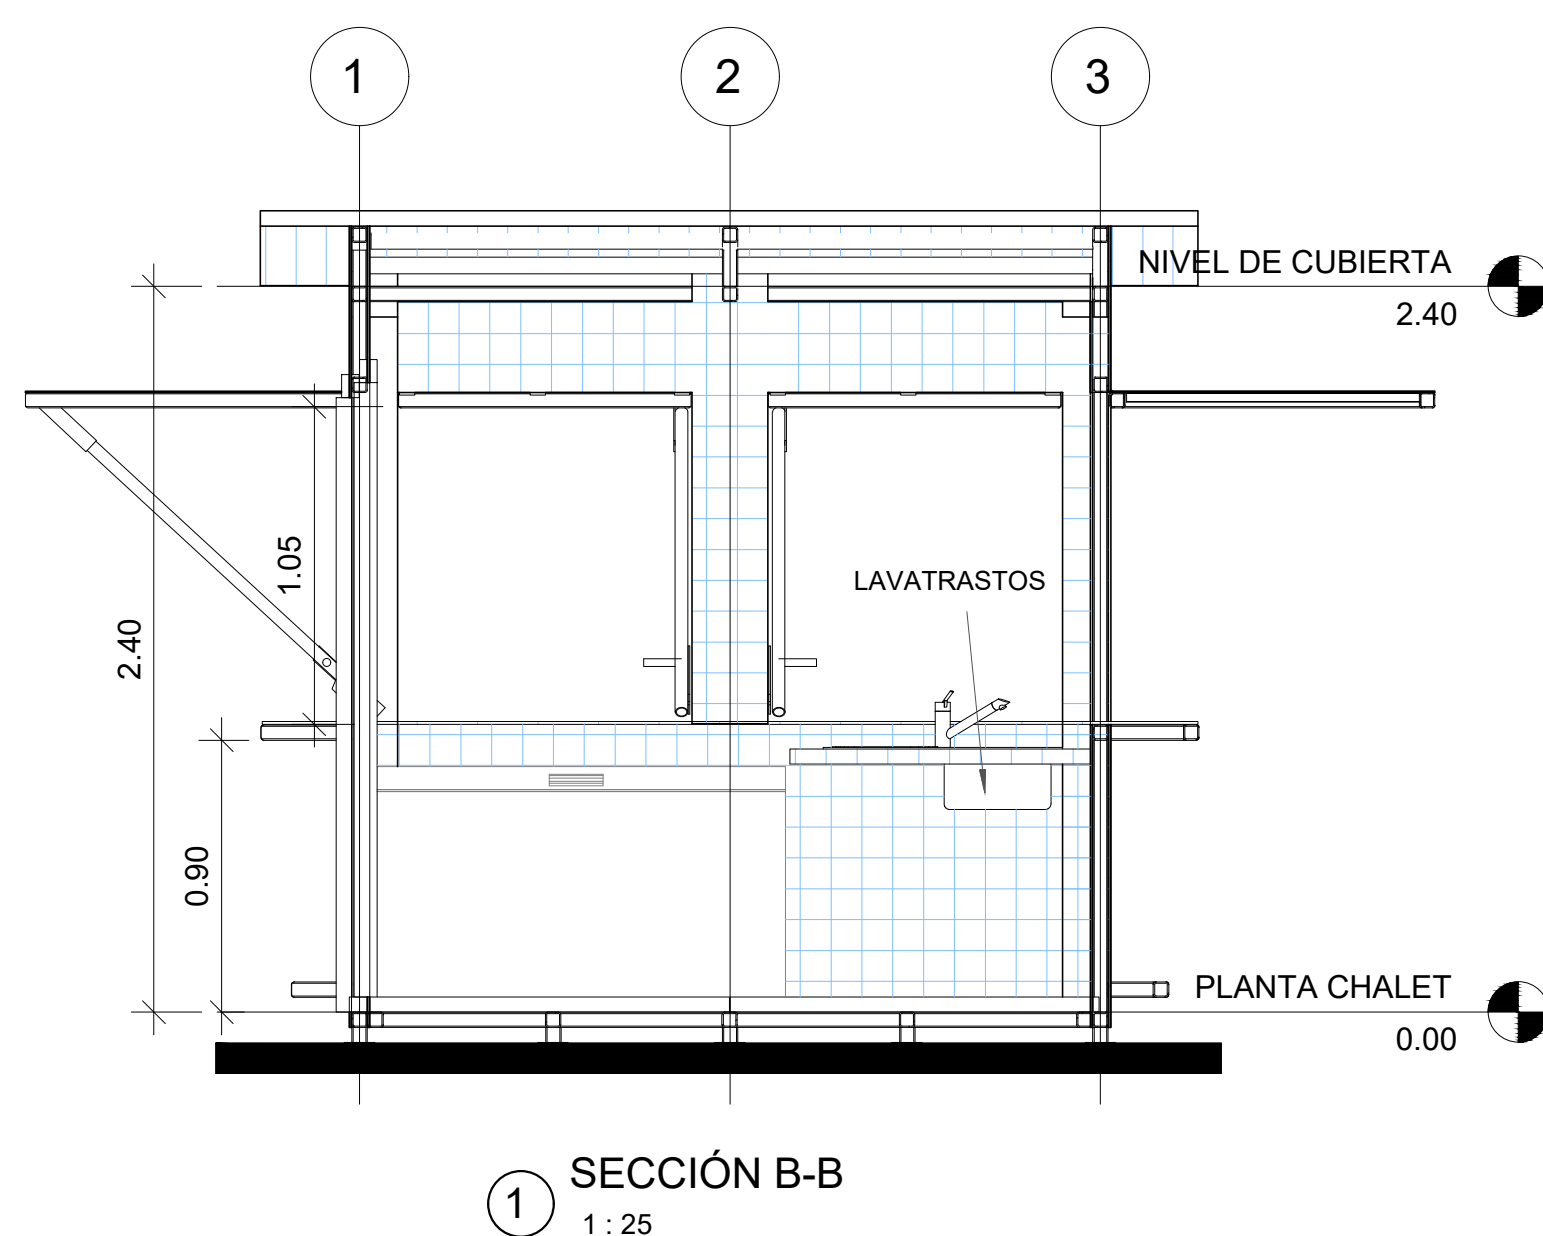 1
2
3
NIVEL DE CUBIERTA
2.40
1.05
LAVATRASTOS
2.40
0.90
PLANTA CHALET
0.00
1
SECCIÓN B-B
1 : 25